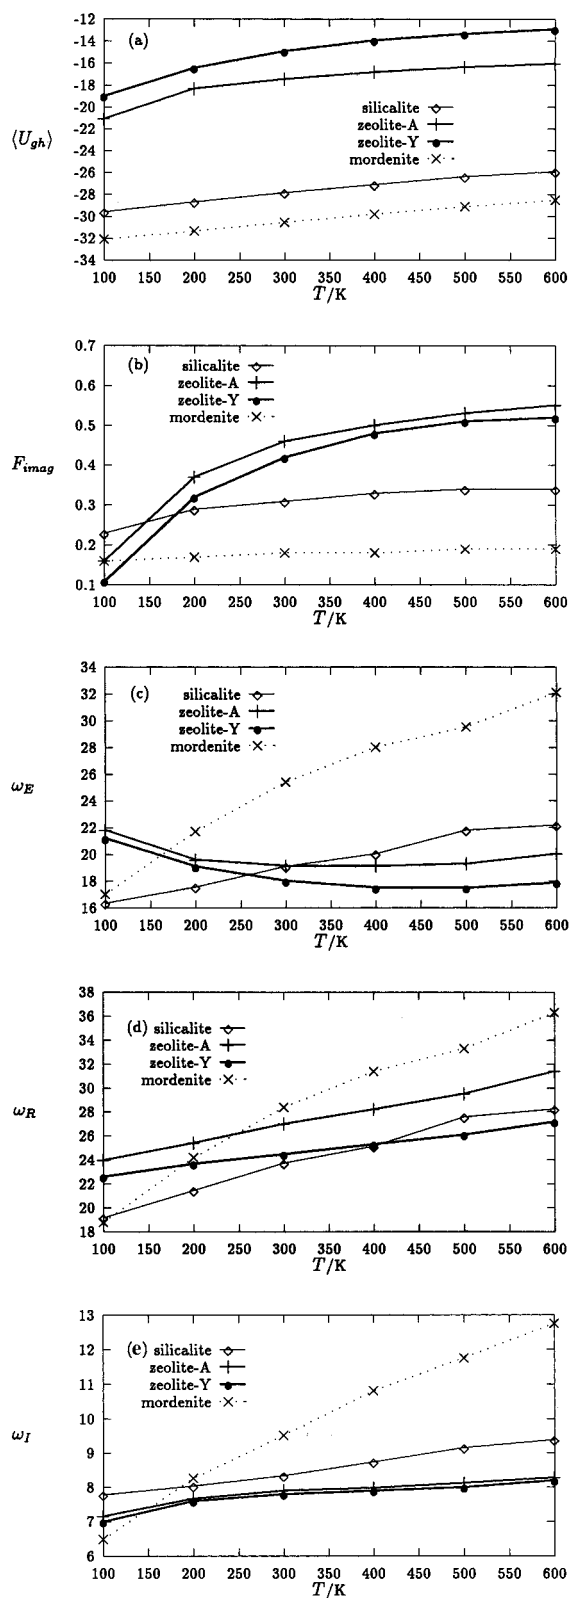 -12
(a)
-14
-16
-18
-20
silicalite
zeolite-A
⟨U_gh⟩
-22
zeolite-Y
-24
mordenite
-26
-28
-30
-32
-34
100 150 200 250 300 350 400 450 500 550 600
T/K
0.7
(b)
silicalite
zeolite-A
0.6
zeolite-Y
mordenite
0.5
F_imag
0.4
0.3
0.2
0.1
100 150 200 250 300 350 400 450 500 550 600
T/K
34
(c)
silicalite
32
zeolite-A
zeolite-Y
30
mordenite
28
26
ω_E
24
22
20
18
16
100 150 200 250 300 350 400 450 500 550 600
T/K
38
36
(d) silicalite
34
zeolite-A
zeolite-Y
32
mordenite
30
28
ω_R
26
24
22
20
18
100 150 200 250 300 350 400 450 500 550 600
T/K
13
12
(e) silicalite
zeolite-A
11
zeolite-Y
mordenite
10
ω_I
9
8
7
6
100 150 200 250 300 350 400 450 500 550 600
T/K